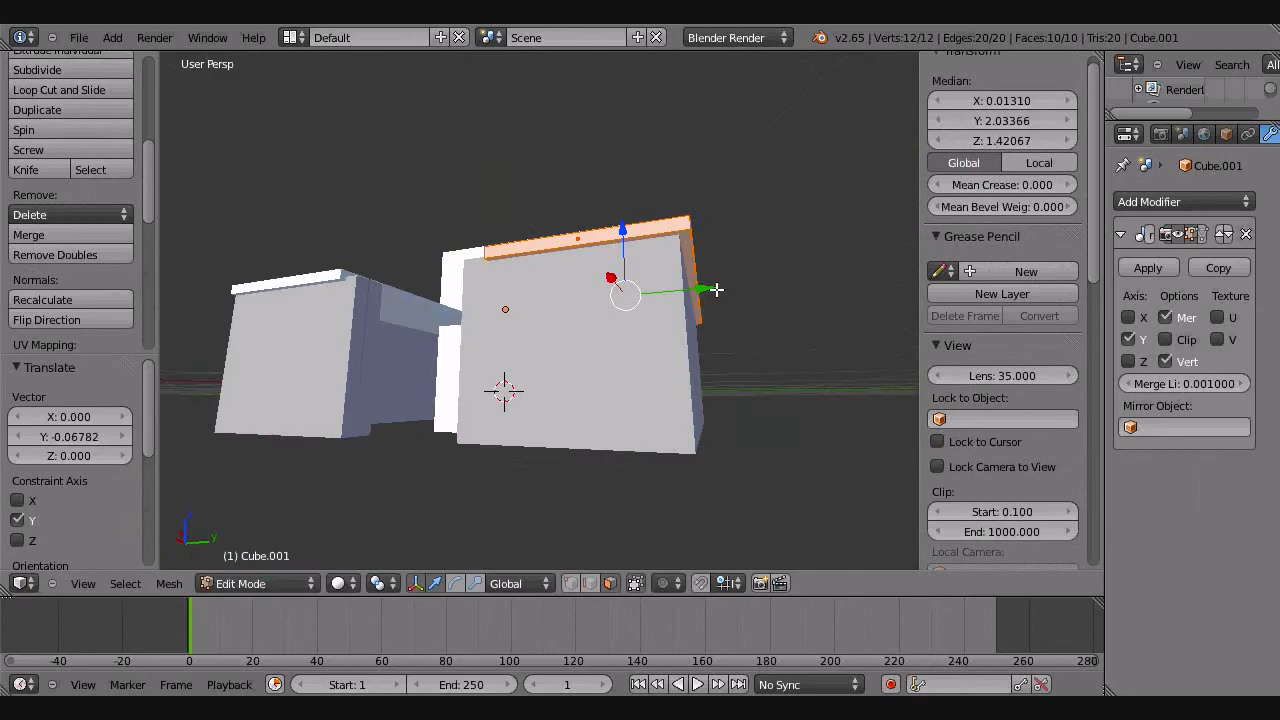 File Add Render Window Help Default Scene Blender Render v2.65 | Verts:12/12 | Edges:20/20 | Faces:10/10 | Tris:20 | Cube.001
Subdivide
Loop Cut and Slide
Duplicate
Spin
Screw
Knife Select
Remove:
Delete
Merge
Remove Doubles
Normals:
Recalculate
Flip Direction
UV Mapping:
Translate
Vector
X: 0.000
Y: -0.06782
Z: 0.000
Constraint Axis
X
Y
Z
Orientation
User Persp
(1) Cube.001
y
Transform
Median:
X: 0.01310
Y: 2.03366
Z: 1.42067
Global Local
Mean Crease: 0.000
Mean Bevel Weig: 0.000
Grease Pencil
New
New Layer
Delete Frame Convert
View
Lens: 35.000
Lock to Object:
Lock to Cursor
Lock Camera to View
Clip:
Start: 0.100
End: 1000.000
Local Camera:
View Search All
Cube.001
Add Modifier
Apply Copy
Axis: Options Textures:
X Mer U
Y Clip V
Z Vert
Merge Li: 0.001000
Mirror Object:
View Select Mesh Edit Mode Global
-40 -20 0 20 40 60 80 100 120 140 160 180 200 220 240 260 280
View Marker Frame Playback Start: 1 End: 250 1 No Sync